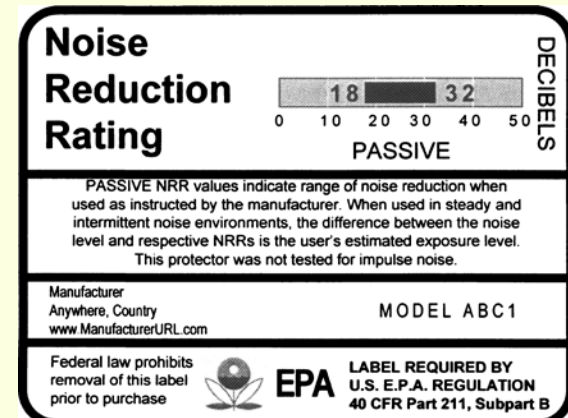 Noise
Reduction
Rating
18 32
0 10 20 30 40 50
PASSIVE
DECIBELS
PASSIVE NRR values indicate range of noise reduction when
used as instructed by the manufacturer. When used in steady and
intermittent noise environments, the difference between the noise
level and respective NRRs is the user's estimated exposure level.
This protector was not tested for impulse noise.
Manufacturer
Anywhere, Country
www.ManufacturerURL.com
MODEL ABC1
Federal law prohibits
removal of this label
prior to purchase
EPA
LABEL REQUIRED BY
U.S. E.P.A. REGULATION
40 CFR Part 211, Subpart B